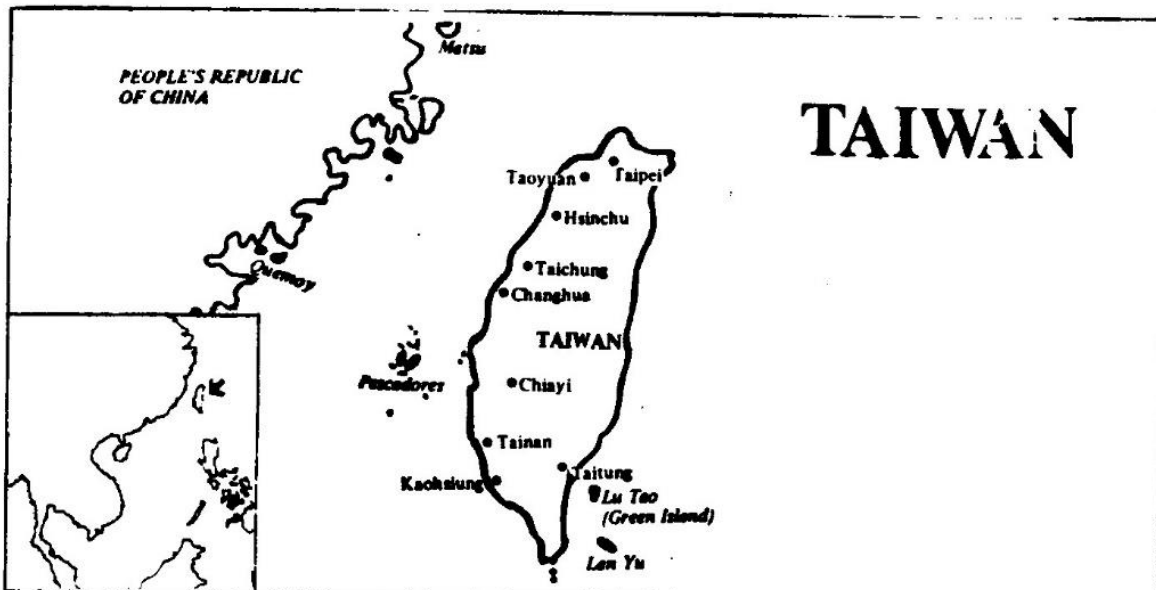 Matsu
PEOPLE'S REPUBLIC
OF CHINA
TAIWAN
Taoyuan
Taipei
Hsinchu
Quemoy
Taichung
Changhua
TAIWAN
Pescadores
Chiayi
Tainan
Taitung
Kaohsiung
Lu Tao
(Green Island)
Lan Yu